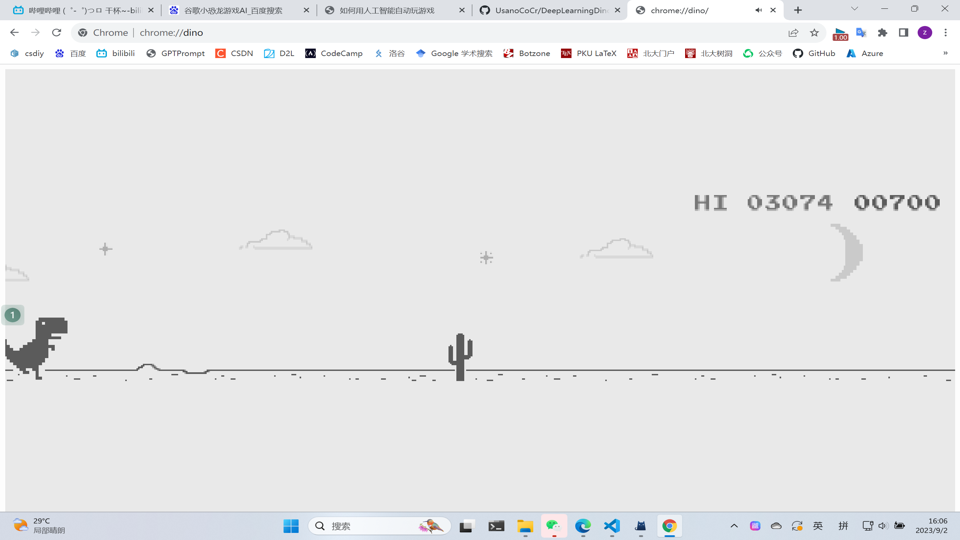 哔哩哔哩 (゜-゜)つロ 干杯~-bili
谷歌小恐龙游戏AI_百度搜索
如何用人工智能自动玩游戏
UsanoCoCr/DeepLearningDino
chrome://dino/
Chrome | chrome://dino
1.00
z
csdiy
百度
bilibili
GPTPrompt
CSDN
D2L
CodeCamp
洛谷
Google 学术搜索
Botzone
PKU LaTeX
北大门户
北大树洞
公众号
GitHub
Azure
»
HI 03074 00700
1
29°C
局部晴朗
搜索
英
拼
16:06
2023/9/2